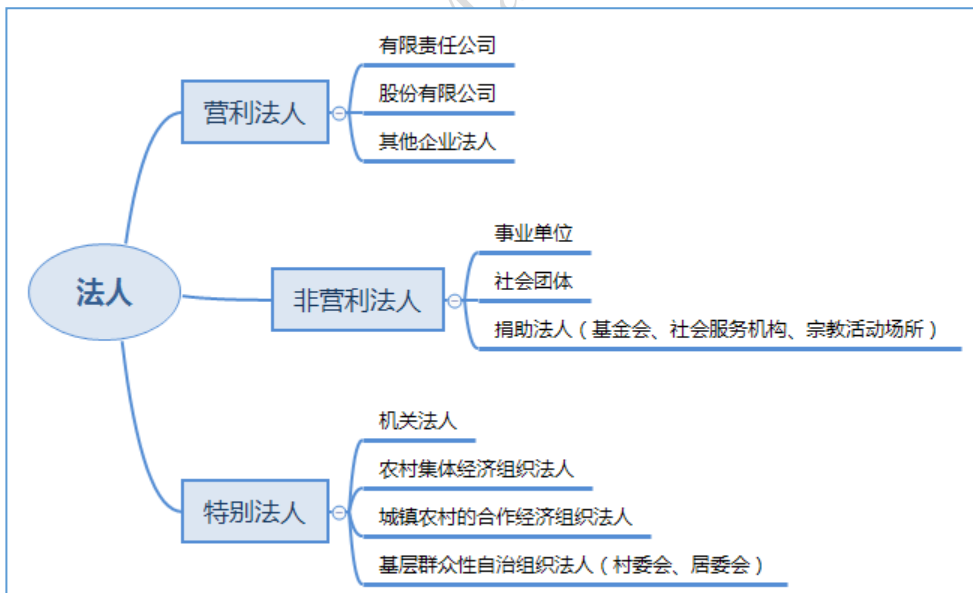 有限责任公司
营利法人
股份有限公司
其他企业法人
事业单位
法人
非营利法人
社会团体
捐助法人（基金会、社会服务机构、宗教活动场所）
机关法人
农村集体经济组织法人
特别法人
城镇农村的合作经济组织法人
基层群众性自治组织法人（村委会、居委会）